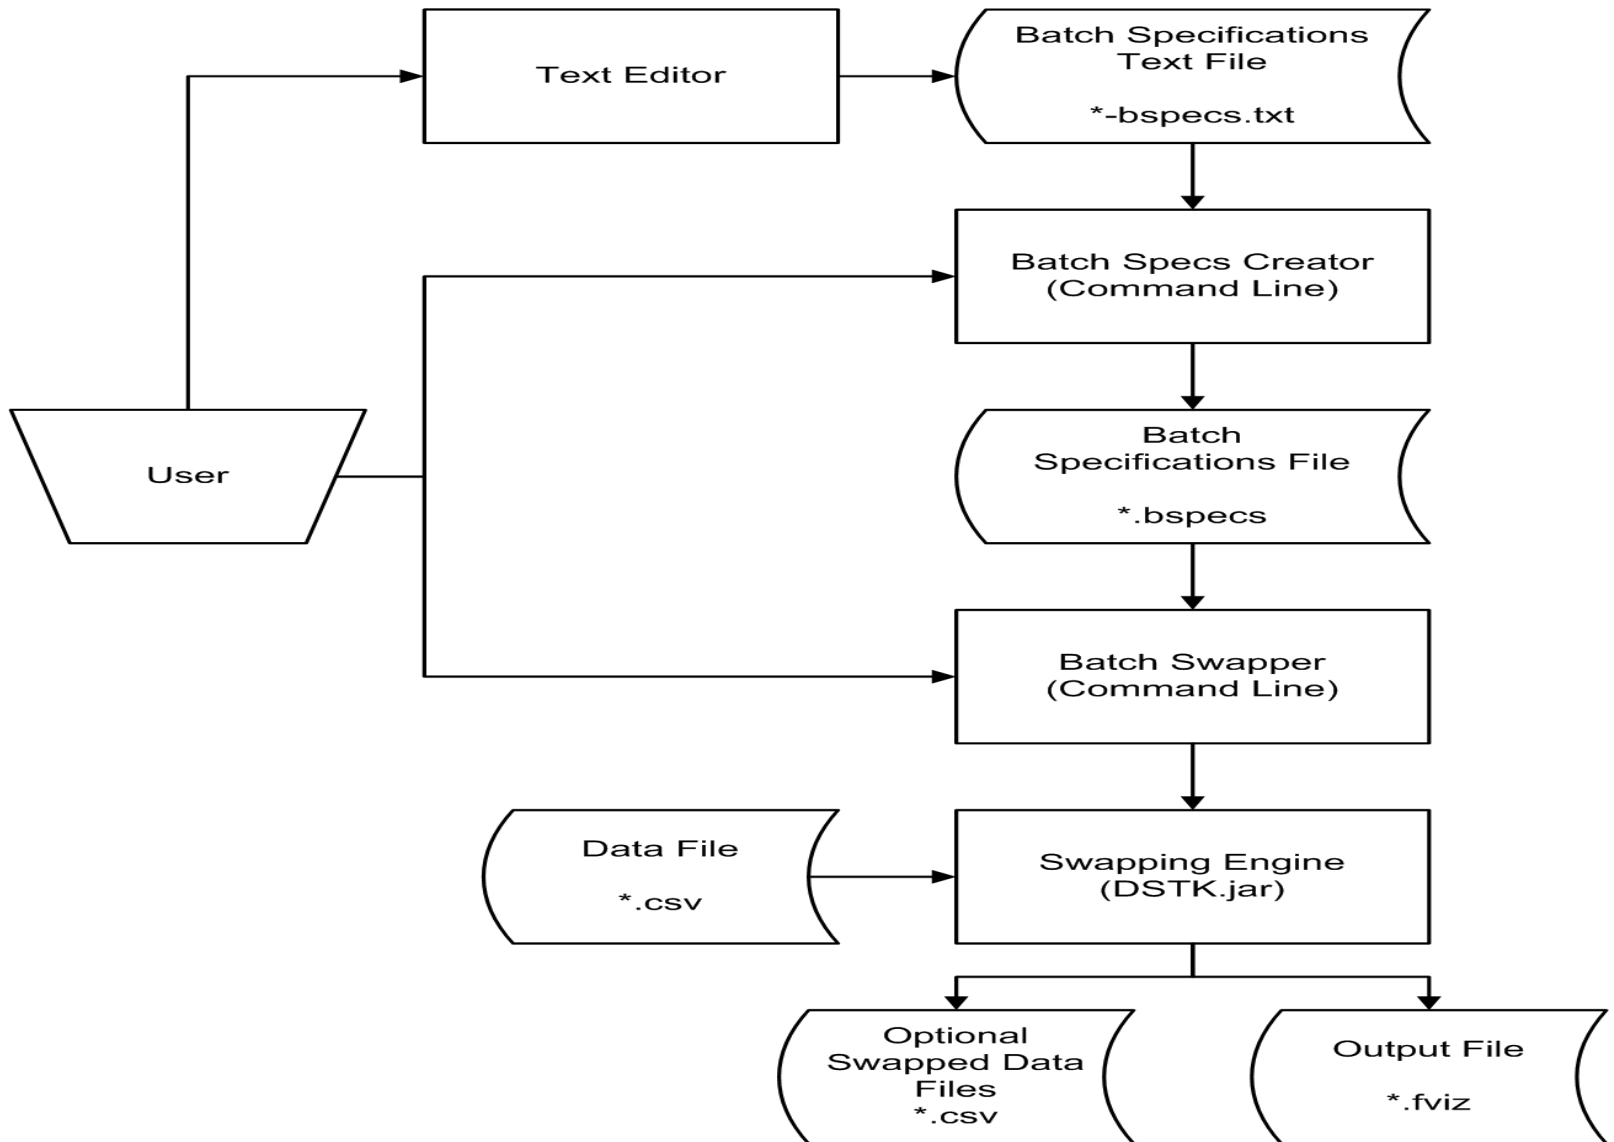 Text Editor
Batch Specifications
Text File
*-bspecs.txt
Batch Specs Creator
(Command Line)
User
Batch
Specifications File
*.bspecs
Batch Swapper
(Command Line)
Data File
*.csv
Swapping Engine
(DSTK.jar)
Optional
Swapped Data
Files
*.csv
Output File
*.fviz